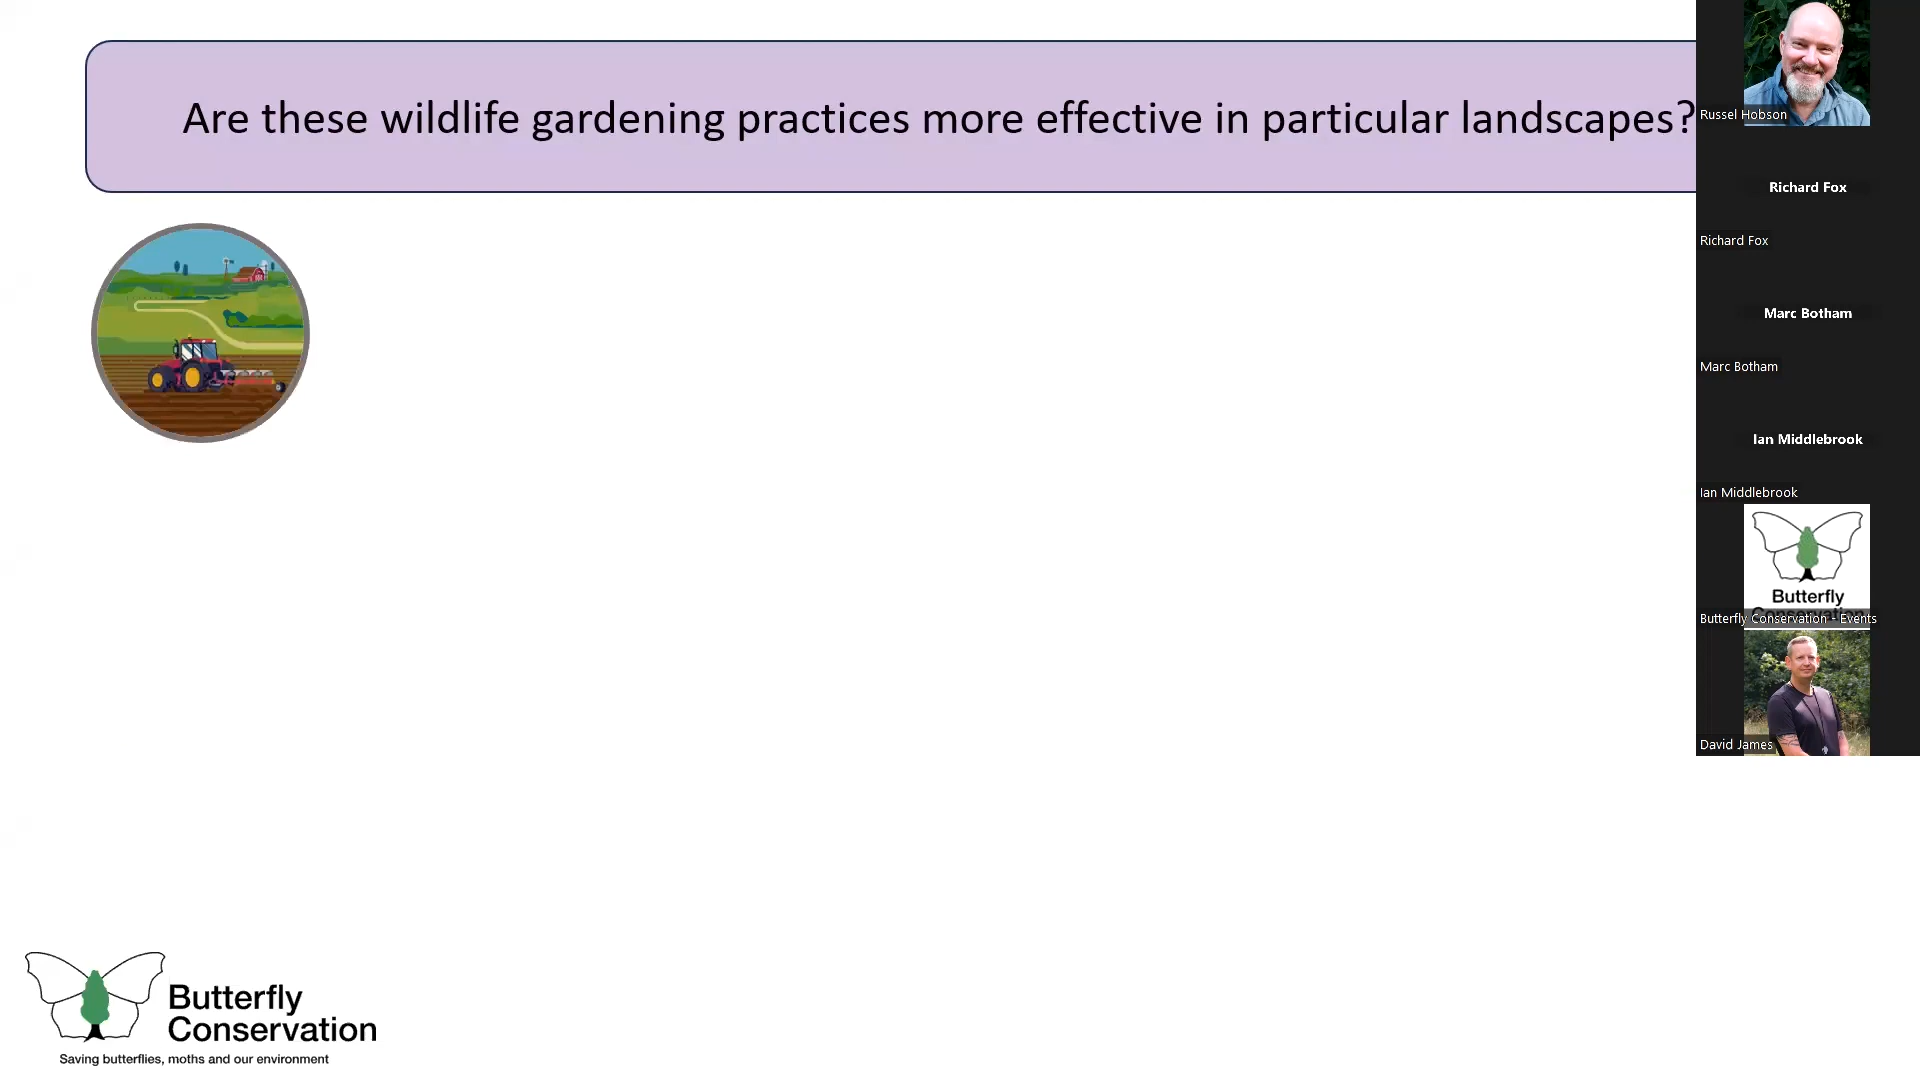 Are these wildlife gardening practices more effective in particular landscapes?
Russel Hobson
Richard Fox
Richard Fox
Marc Botham
Marc Botham
Ian Middlebrook
Ian Middlebrook
Butterfly
Conservation
Butterfly Conservation - Events
David James
Butterfly
Conservation
Saving butterflies, moths and our environment